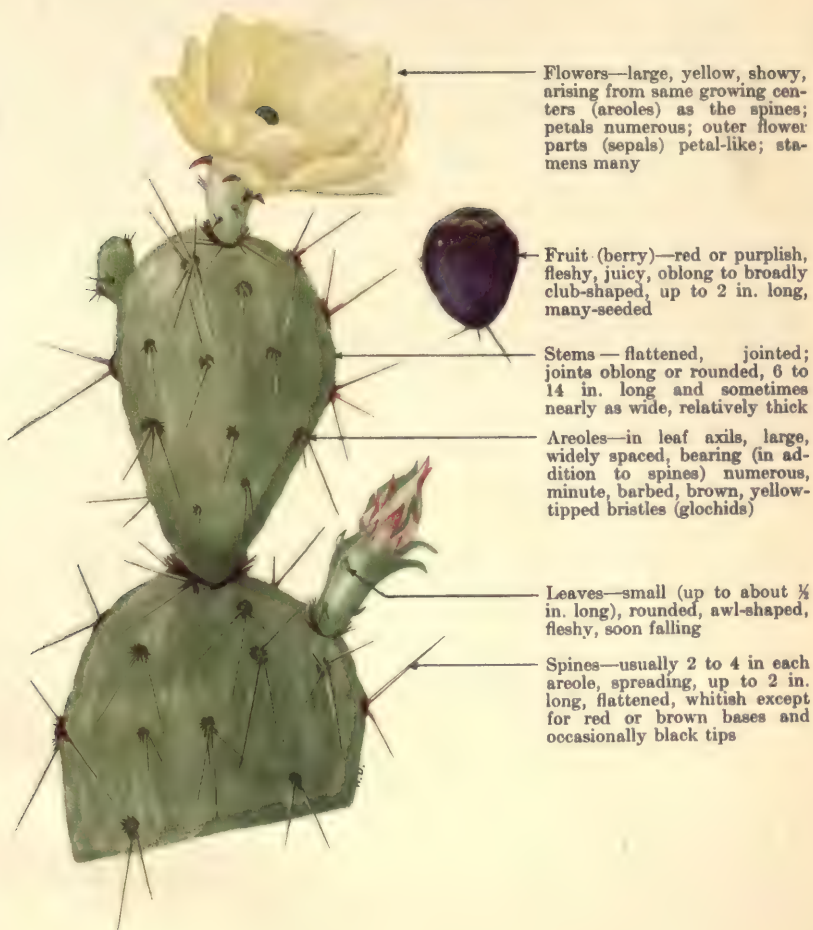 Flowers—large, yellow, showy,
arising from same growing cen-
ters (areoles) as the spines;
petals numerous; outer flower
parts (sepals) petal-like; sta-
mens many
Fruit (berry)—red or purplish,
fleshy, juicy, oblong to broadly
club-shaped, up to 2 in. long,
many-seeded
Stems — flattened, jointed;
joints oblong or rounded, 6 to
14 in. long and sometimes
nearly as wide, relatively thick
Areoles—in leaf axils, large,
widely spaced, bearing (in ad-
dition to spines) numerous,
minute, barbed, brown, yellow-
tipped bristles (glochids)
Leaves—small (up to about
in. long), rounded, awl-shaped,
fleshy, soon falling
Spines—usually 2 to 4 in each
areole, spreading, up to 2 in.
long, flattened, whitish except
for red or brown bases and
occasionally black tips